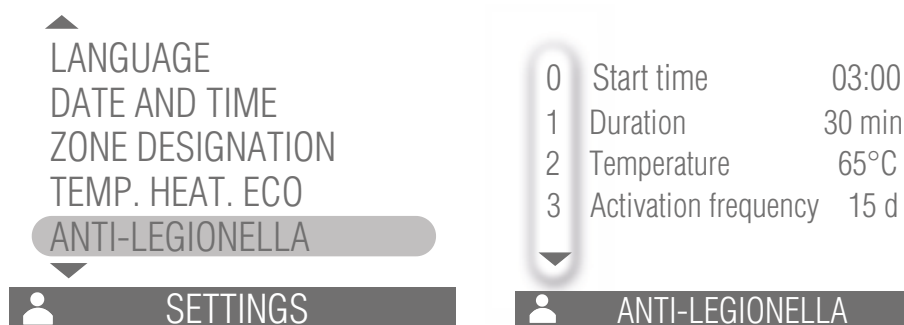 LANGUAGE
DATE AND TIME
ZONE DESIGNATION
TEMP. HEAT. ECO
ANTI-LEGIONELLA
SETTINGS
0 Start time 03:00
1 Duration 30 min
2 Temperature 65°C
3 Activation frequency 15 d
ANTI-LEGIONELLA